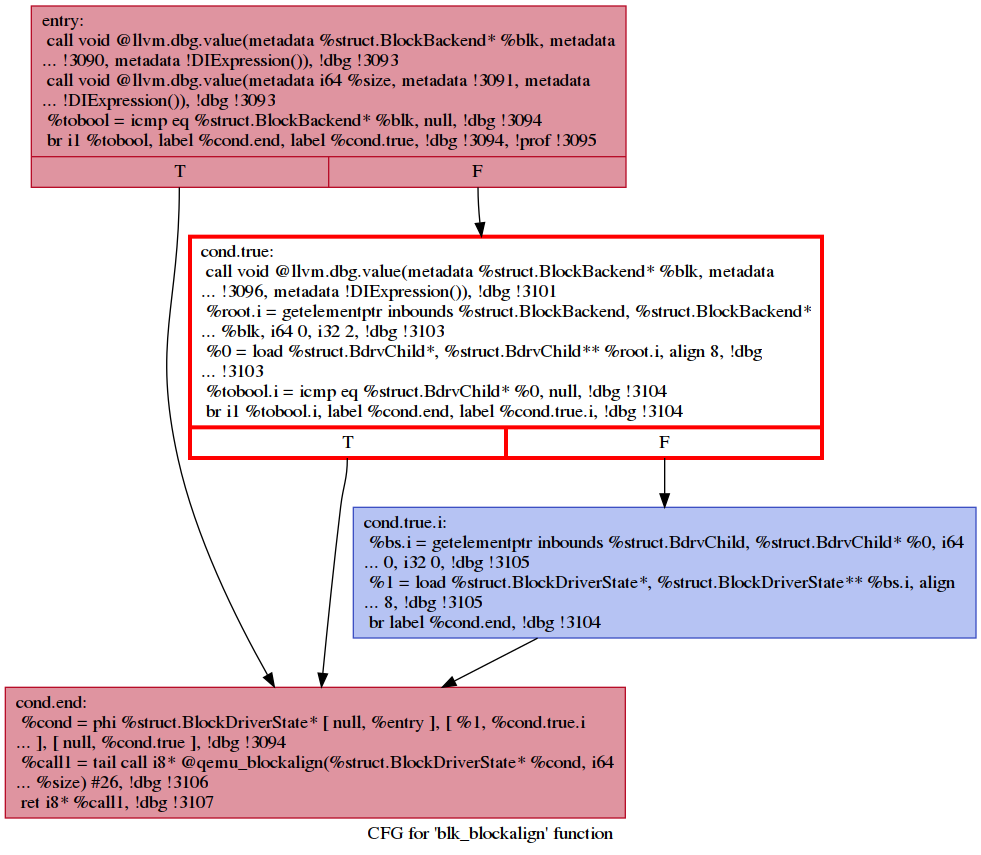 entry:
call void @llvm.dbg.value(metadata %struct.BlockBackend* %blk, metadata
... !3090, metadata !DIExpression()), !dbg !3093
call void @llvm.dbg.value(metadata i64 %size, metadata !3091, metadata
... !DIExpression()), !dbg !3093
%tobool = icmp eq %struct.BlockBackend* %blk, null, !dbg !3094
br i1 %tobool, label %cond.end, label %cond.true, !dbg !3094, !prof !3095
T F
cond.true:
call void @llvm.dbg.value(metadata %struct.BlockBackend* %blk, metadata
... !3096, metadata !DIExpression()), !dbg !3101
%root.i = getelementptr inbounds %struct.BlockBackend, %struct.BlockBackend*
... %blk, i64 0, i32 2, !dbg !3103
%0 = load %struct.BdrvChild*, %struct.BdrvChild** %root.i, align 8, !dbg
... !3103
%tobool.i = icmp eq %struct.BdrvChild* %0, null, !dbg !3104
br i1 %tobool.i, label %cond.end, label %cond.true.i, !dbg !3104
T F
cond.true.i:
%bs.i = getelementptr inbounds %struct.BdrvChild, %struct.BdrvChild* %0, i64
... 0, i32 0, !dbg !3105
%1 = load %struct.BlockDriverState*, %struct.BlockDriverState** %bs.i, align
... 8, !dbg !3105
br label %cond.end, !dbg !3104
cond.end:
%cond = phi %struct.BlockDriverState* [ null, %entry ], [ %1, %cond.true.i
... ], [ null, %cond.true ], !dbg !3094
%call1 = tail call i8* @qemu_blockalign(%struct.BlockDriverState* %cond, i64
... %size) #26, !dbg !3106
ret i8* %call1, !dbg !3107
CFG for 'blk_blockalign' function